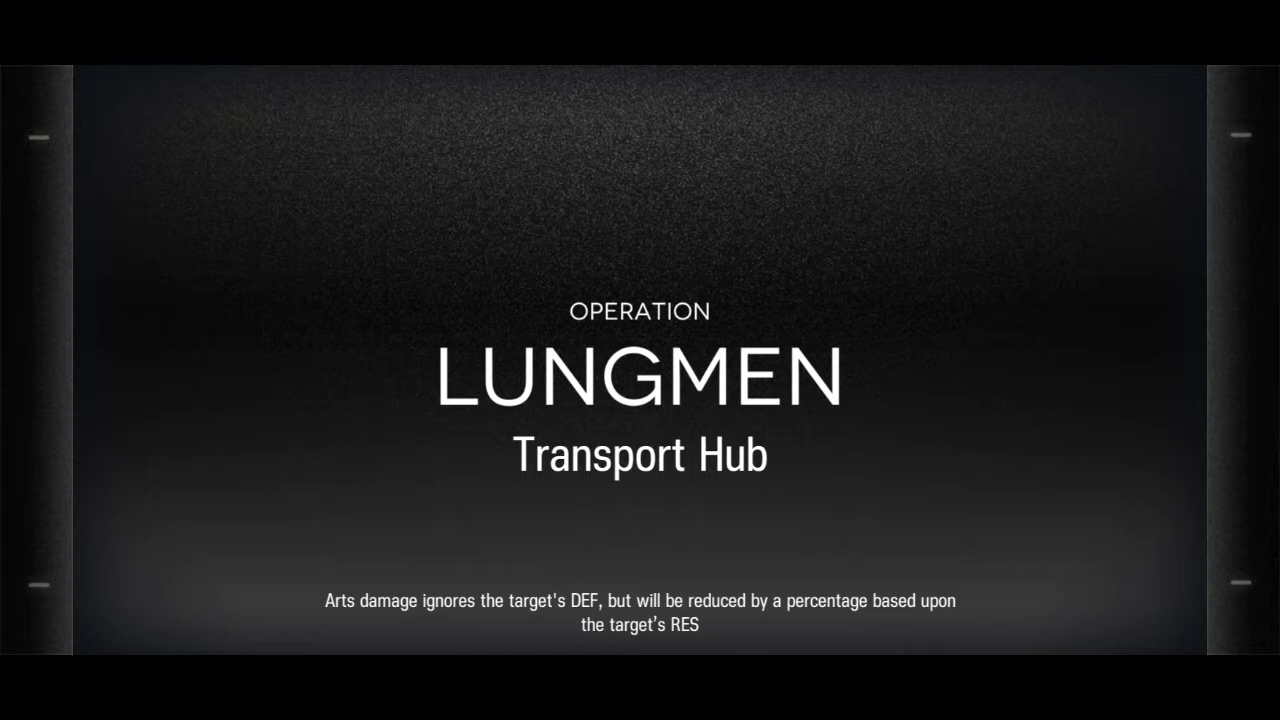 OPERATION
LUNGMEN
Transport Hub
Arts damage ignores the target's DEF, but will be reduced by a percentage based upon
the target’s RES